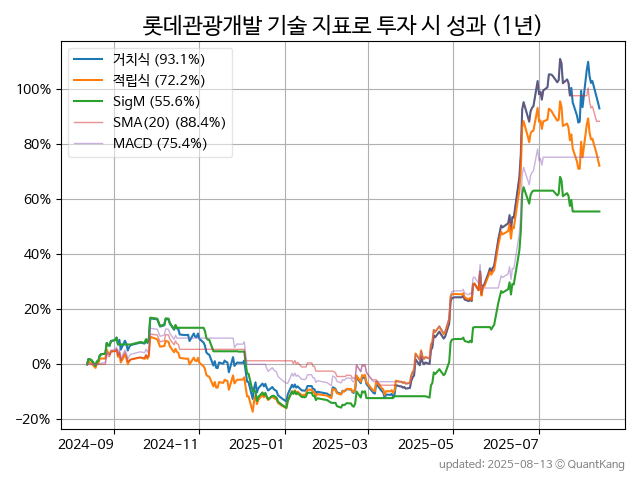 롯데관광개발 기술 지표로 투자 시 성과 (1년)
거치식 (93.1%)
적립식 (72.2%)
SigM (55.6%)
SMA(20) (88.4%)
MACD (75.4%)
100%
80%
60%
40%
20%
0%
−20%
2024-09
2024-11
2025-01
2025-03
2025-05
2025-07
updated: 2025-08-13 © QuantKang